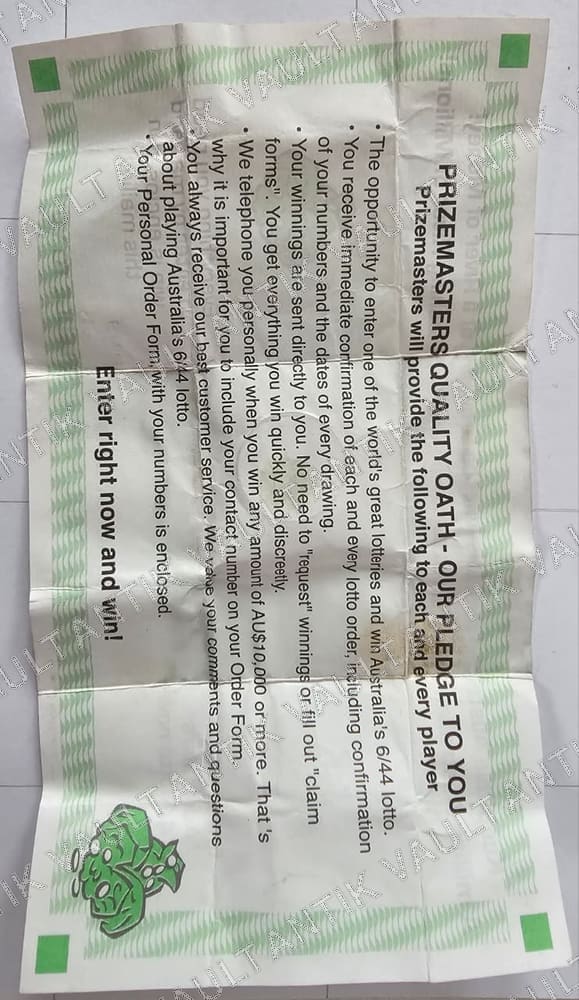 PRIZEMASTERS QUALITY OATH - OUR PLEDGE TO YOU
Prizemasters will provide the following to each and every player
• The opportunity to enter one of the world's great lotteries and win Australia's 6/44 lotto.
• You receive immediate confirmation of each and every lotto order, including confirmation
of your numbers and the dates of every drawing.
• Your winnings are sent directly to you. No need to "request" winnings or fill out "claim
forms". You get everything you win quickly and discreetly.
• We telephone you personally when you win any amount of AU$10,000 or more. That 's
why it is important for you to include your contact number on your Order Form.
• You always receive our best customer service. We value your comments and questions
about playing Australia's 6/44 lotto.
• Your Personal Order Form, with your numbers is enclosed.
Enter right now and win!
VAULT ANTIK